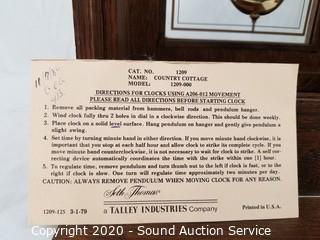 CAT. NO. 1209
NAME: COUNTRY COTTAGE
MODEL: 1209-000
DIRECTIONS FOR CLOCKS USING A206-012 MOVEMENT
PLEASE READ ALL DIRECTIONS BEFORE STARTING CLOCK
1. Remove all packing material from hammers, bell rods and pendulum hanger.
2. Wind clock fully thru 2 holes in dial in a clockwise direction. This should be done weekly.
3. Place clock on a solid level surface. Hang pendulum on hanger and gently give pendulum a
slight swing.
4. Set time by turning minute hand in either direction. If you move minute hand clockwise, it is
important that you stop at each half hour and allow clock to strike its complete cycle. If you
move minute hand counterclockwise, it is not necessary to wait for clock to strike. A self cor-
recting device automatically coordinates the time with the strike within one [1] hour.
5. To regulate time, remove pendulum and turn thumb nut to the left if clock is fast, or to the
right if clock is slow. One turn will regulate time approximately two minutes per day.
CAUTION: ALWAYS REMOVE PENDULUM WHEN MOVING CLOCK FOR ANY REASON.
Seth Thomas
a TALLEY INDUSTRIES Company
1209-125 3-1-79
Printed in U.S.A.
Copyright 2020 - Auction Service